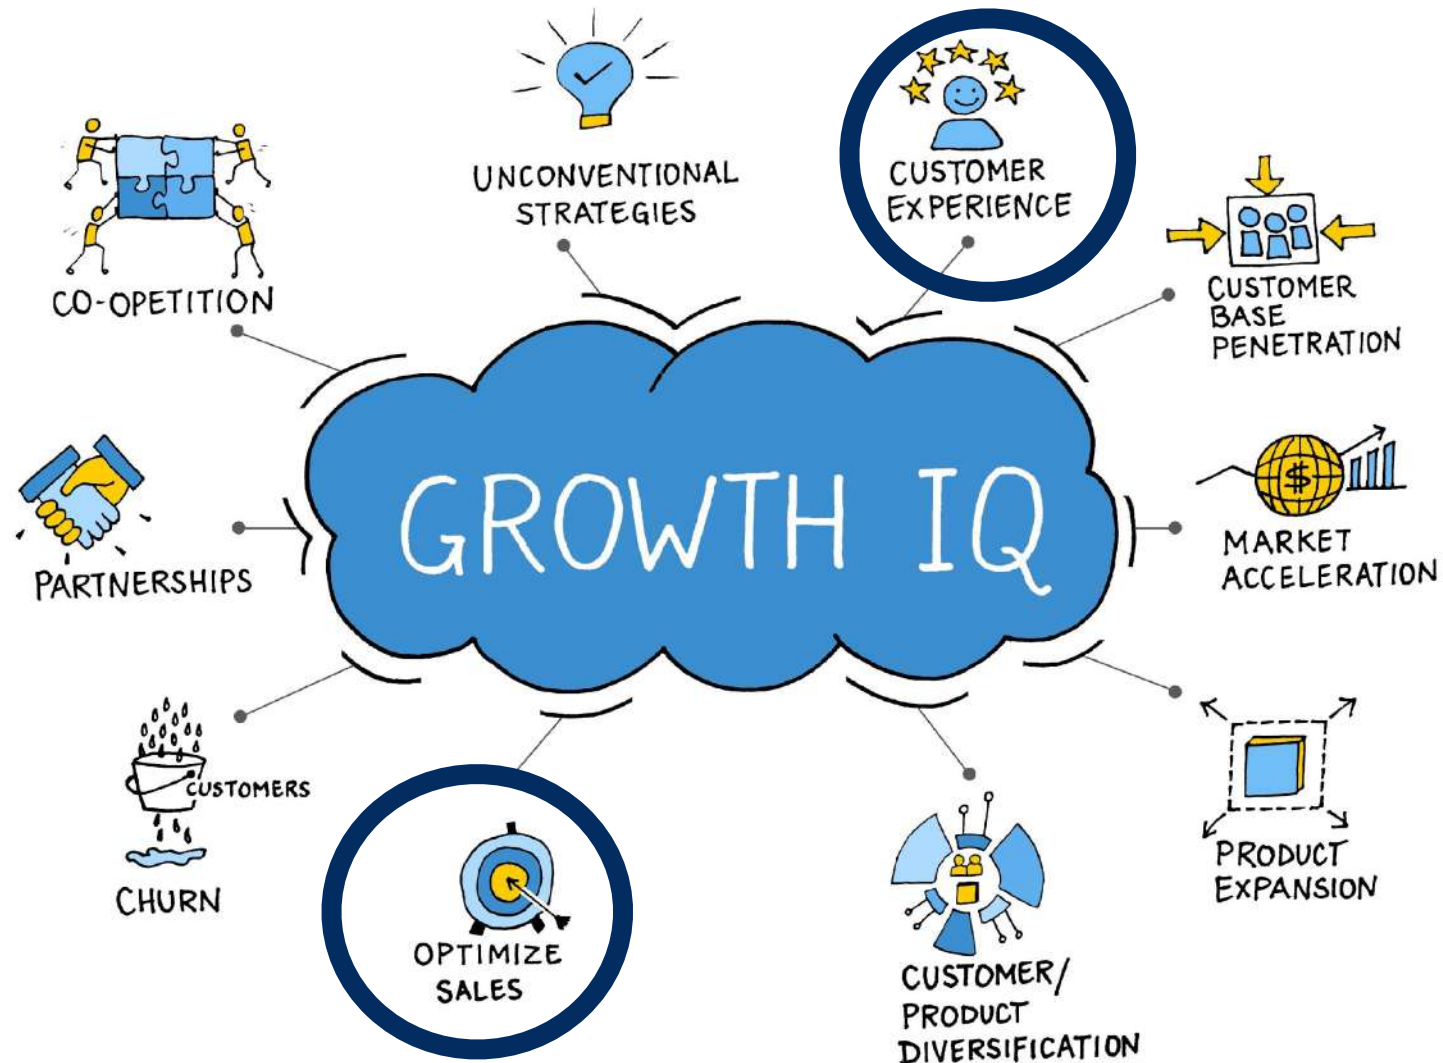 UNCONVENTIONAL
STRATEGIES
CUSTOMER
EXPERIENCE
CO-OPETITION
CUSTOMER
BASE
PENETRATION
GROWTH IQ
$
MARKET
ACCELERATION
PARTNERSHIPS
CUSTOMERS
CHURN
OPTIMIZE
SALES
CUSTOMER/
PRODUCT
DIVERSIFICATION
PRODUCT
EXPANSION